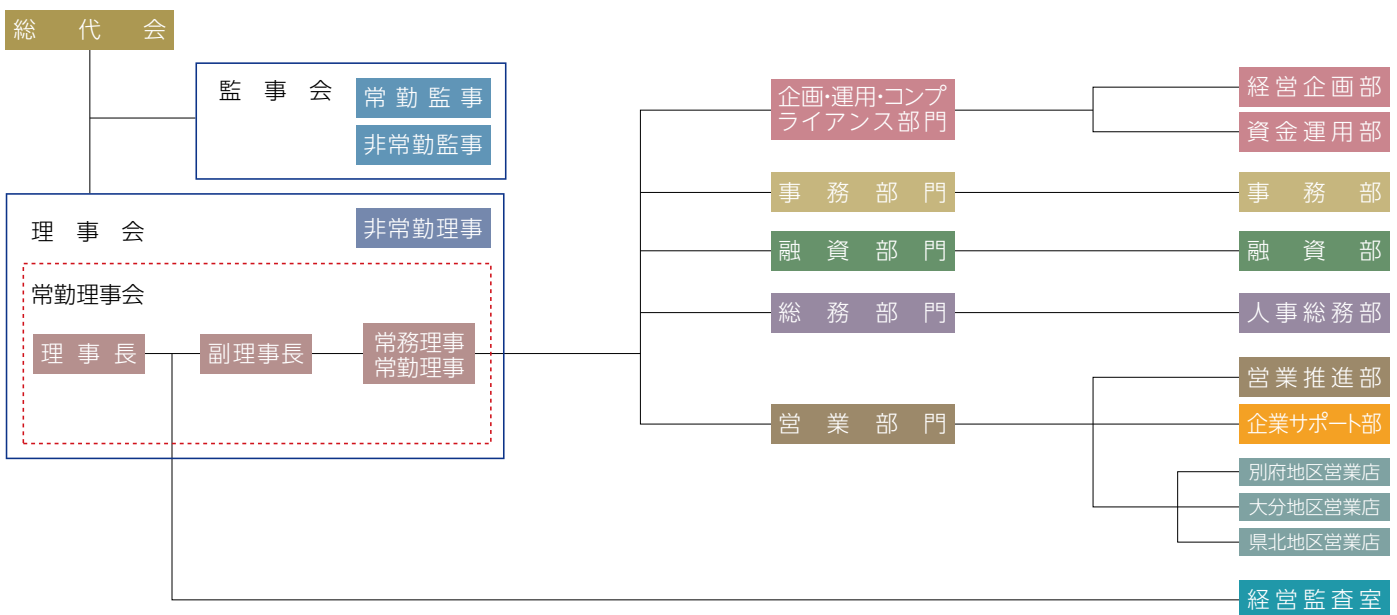 総代会
監事会
常勤監事
非常勤監事
理事会
非常勤理事
常勤理事会
理事長
副理事長
常務理事
常勤理事
企画・運用・コンプ
ライアンス部門
事務部門
融資部門
総務部門
営業部門
経営企画部
資金運用部
事務部
融資部
人事総務部
営業推進部
企業サポート部
別府地区営業店
大分地区営業店
県北地区営業店
経営監査室